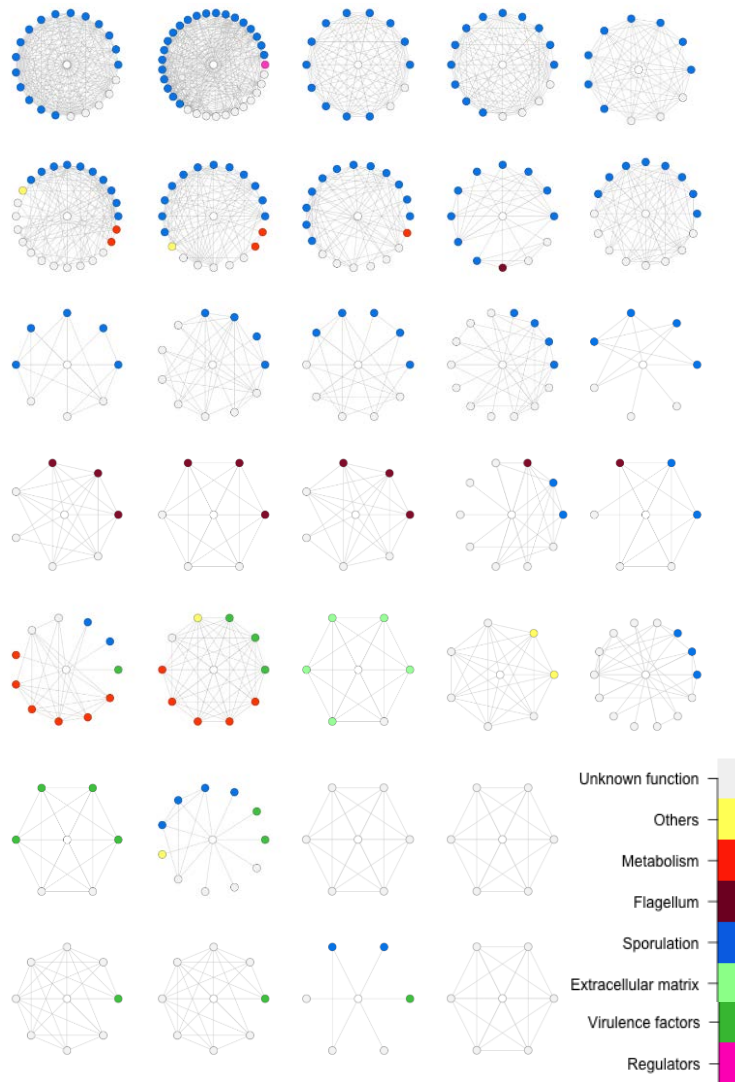 Unknown function
Others
Metabolism
Flagellum
Sporulation
Extracellular matrix
Virulence factors
Regulators